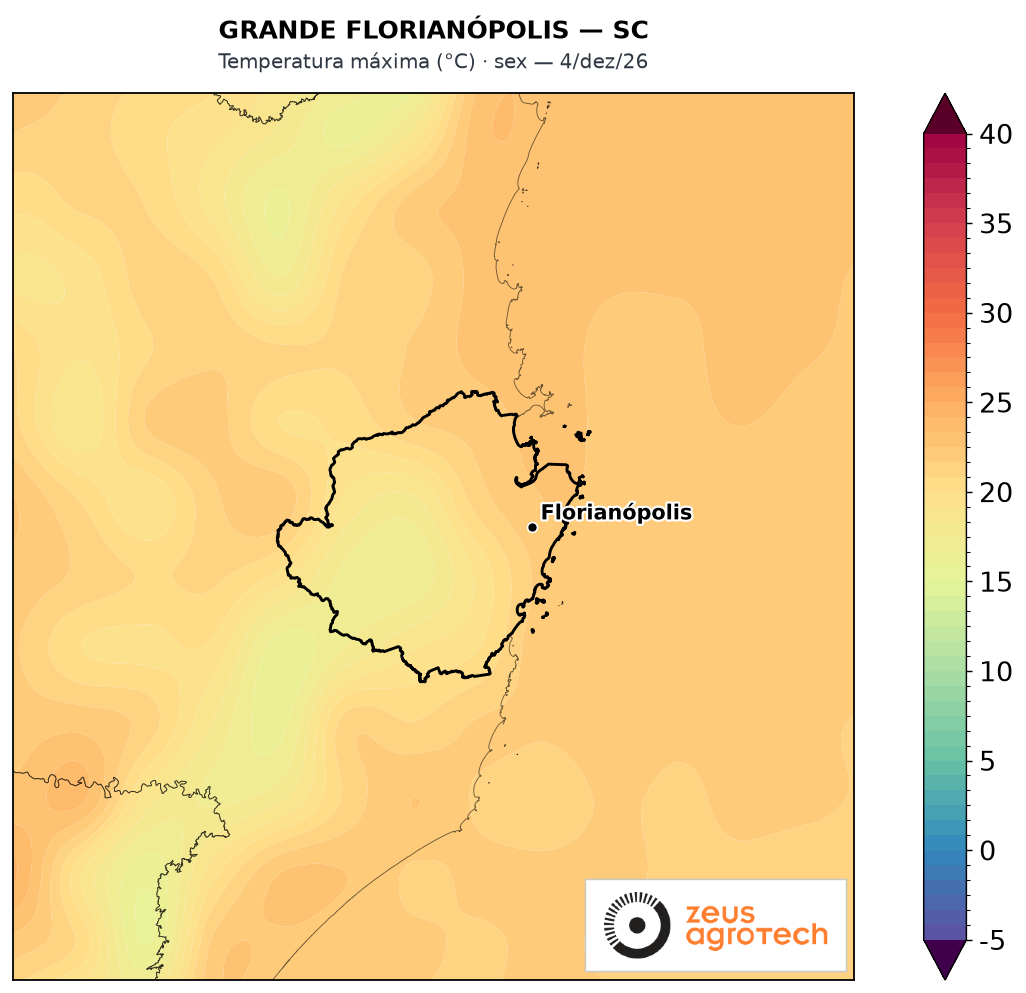 GRANDE FLORIANÓPOLIS — SC
Temperatura máxima (°C) · sex — 4/dez/26
40
35
30
25
20
15
10
5
0
-5
Florianópolis
zeus
agrotech